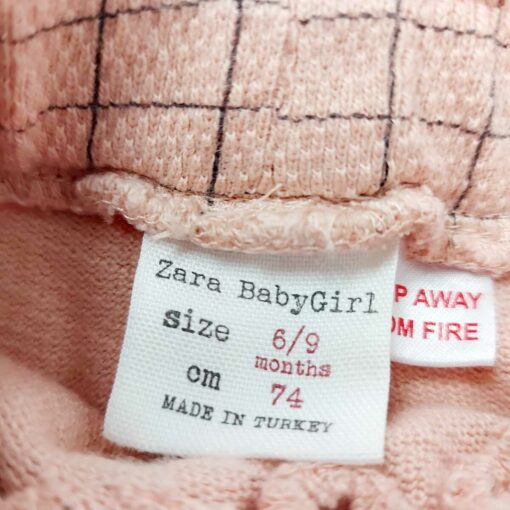 Zara BabyGirl
size 6/9
months
cm 74
MADE IN TURKEY
P AWAY
OM FIRE